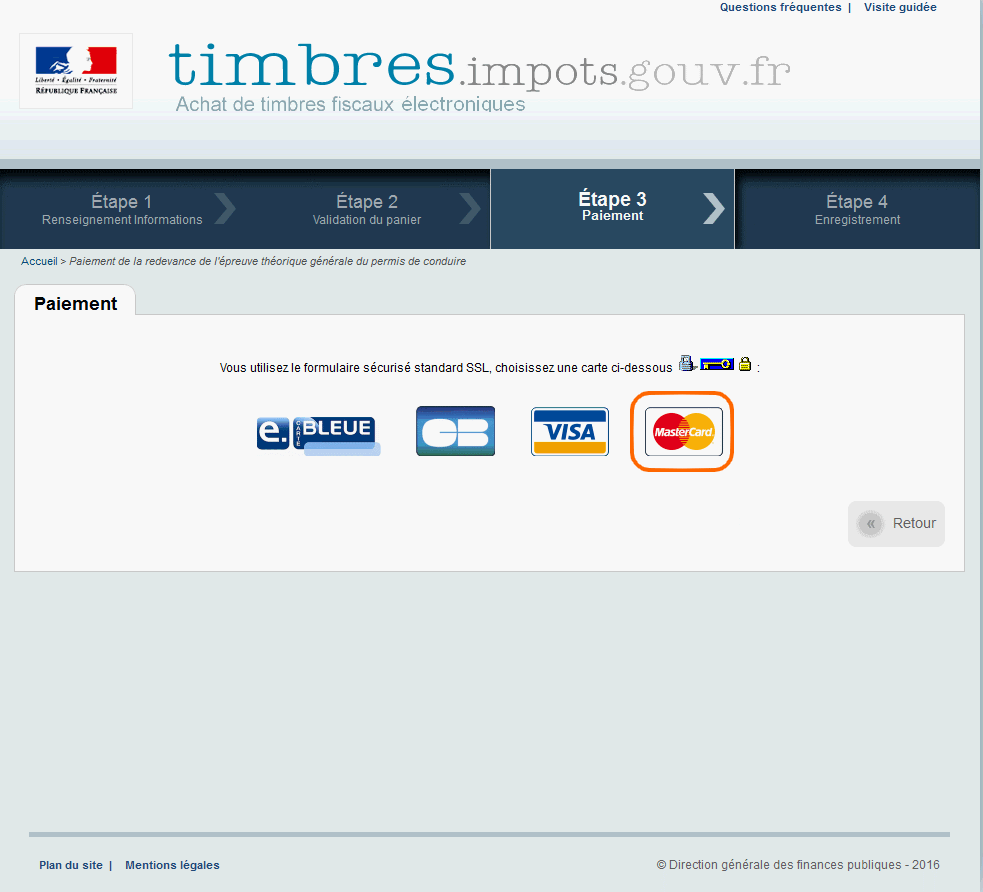 Questions fréquentes | Visite guidée
Liberté • Égalité • Fraternité
RÉPUBLIQUE FRANÇAISE
timbres.impots.gouv.fr
Achat de timbres fiscaux électroniques
Étape 1
Renseignement Informations
Étape 2
Validation du panier
Étape 3
Paiement
Étape 4
Enregistrement
Accueil > Paiement de la redevance de l'épreuve théorique générale du permis de conduire
Paiement
Vous utilisez le formulaire sécurisé standard SSL, choisissez une carte ci-dessous :
e. CARTE BLEUE
CB
VISA
MasterCard
« Retour
Plan du site | Mentions légales
© Direction générale des finances publiques - 2016